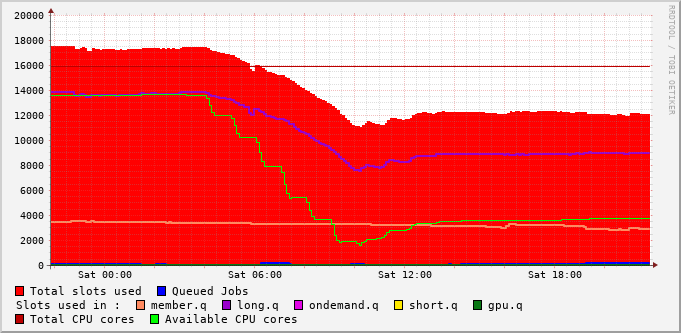 20000
18000
16000
14000
12000
10000
8000
6000
4000
2000
0
Sat 00:00 Sat 06:00 Sat 12:00 Sat 18:00
RRDTOOL / TOBI OETIKER
Total slots used Queued Jobs
Slots used in : member.q long.q ondemand.q short.q gpu.q
Total CPU cores Available CPU cores